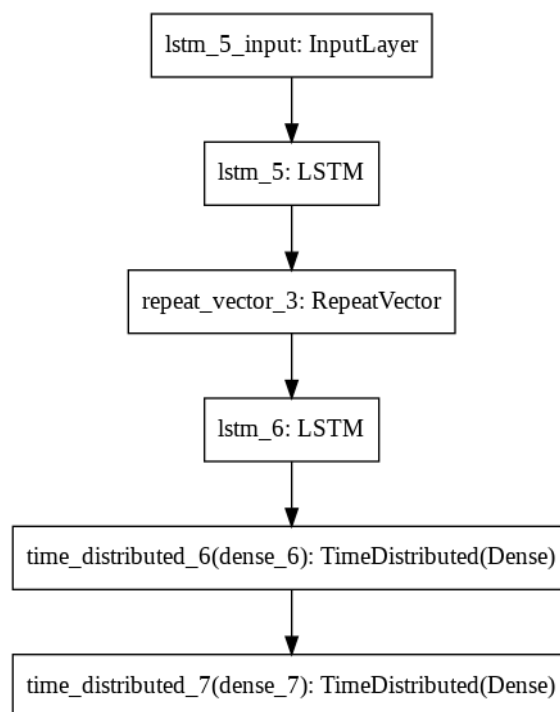 lstm_5_input: InputLayer
lstm_5: LSTM
repeat_vector_3: RepeatVector
lstm_6: LSTM
time_distributed_6(dense_6): TimeDistributed(Dense)
time_distributed_7(dense_7): TimeDistributed(Dense)